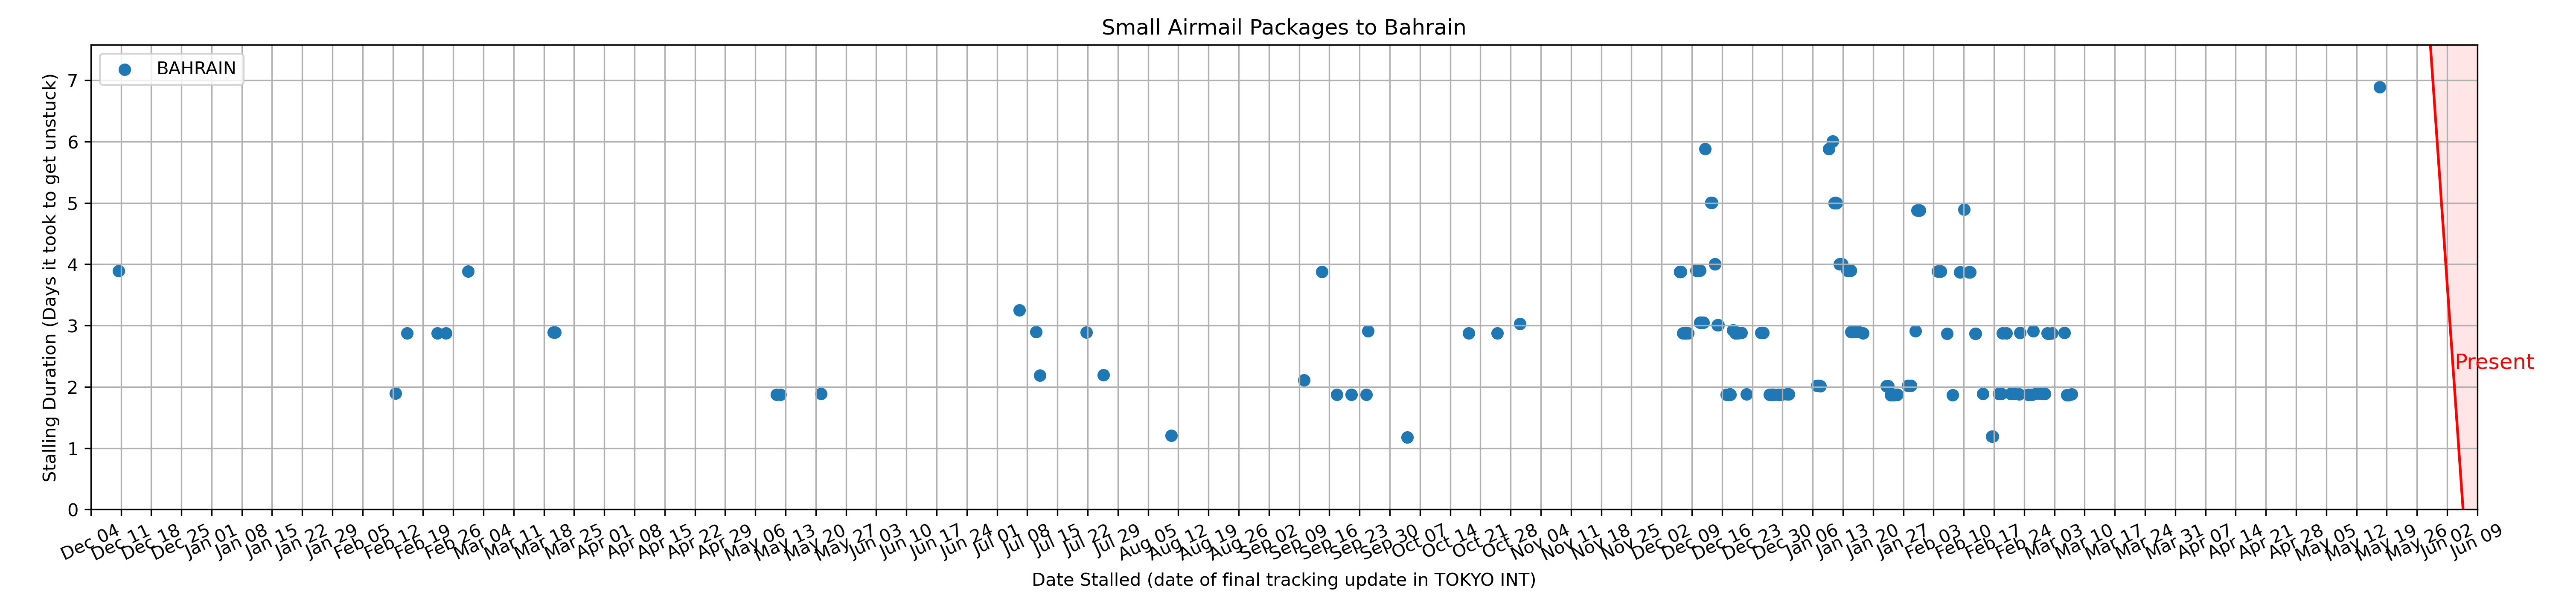 Small Airmail Packages to Bahrain
BAHRAIN
Stalling Duration (Days it took to get unstuck)
7
6
5
4
3
2
1
0
Present
Dec 04 Dec 11 Dec 18 Dec 25 Jan 01 Jan 08 Jan 15 Jan 22 Jan 29 Feb 05 Feb 12 Feb 19 Feb 26 Mar 04 Mar 11 Mar 18 Mar 25 Apr 01 Apr 08 Apr 15 Apr 22 Apr 29 May 06 May 13 May 20 May 27 Jun 03 Jun 10 Jun 17 Jun 24 Jul 01 Jul 08 Jul 15 Jul 22 Jul 29 Aug 05 Aug 12 Aug 19 Aug 26 Sep 02 Sep 09 Sep 16 Sep 23 Sep 30 Oct 07 Oct 14 Oct 21 Oct 28 Nov 04 Nov 11 Nov 18 Nov 25 Dec 02 Dec 09 Dec 16 Dec 23 Dec 30 Jan 06 Jan 13 Jan 20 Jan 27 Feb 03 Feb 10 Feb 17 Feb 24 Mar 03 Mar 10 Mar 17 Mar 24 Mar 31 Apr 07 Apr 14 Apr 21 Apr 28 May 05 May 12 May 19 May 26 Jun 02 Jun 09
Date Stalled (date of final tracking update in TOKYO INT)